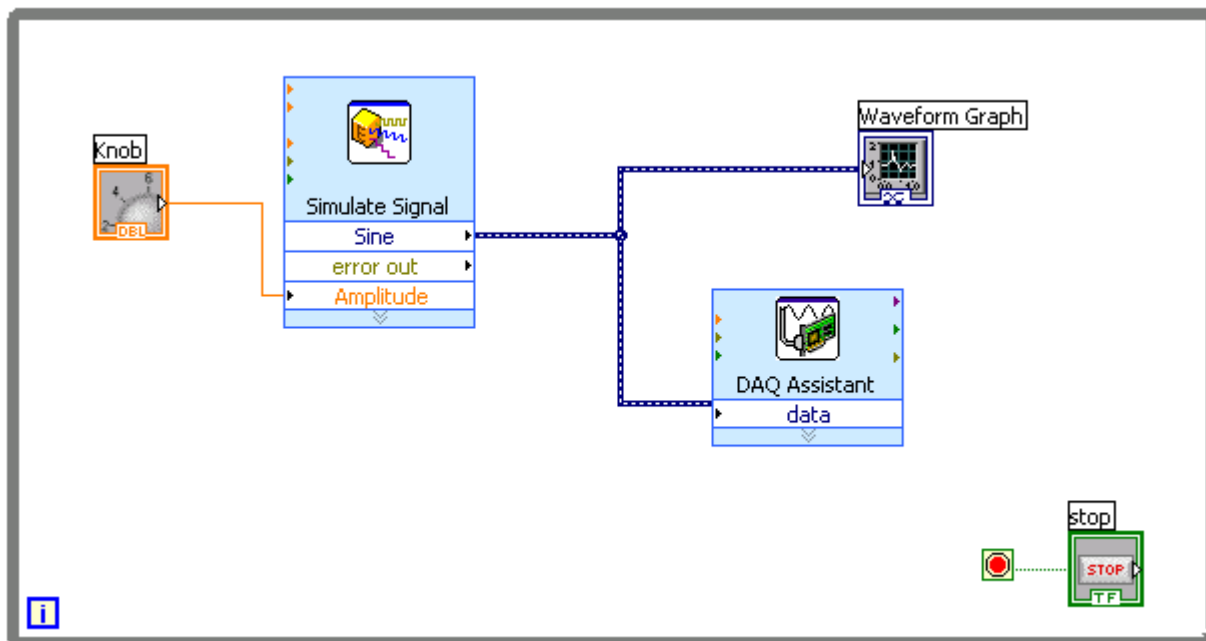 Knob
2
4
6
DBL
Simulate Signal
Sine
error out
Amplitude
Waveform Graph
2
DAQ Assistant
data
stop
STOP
TF
i